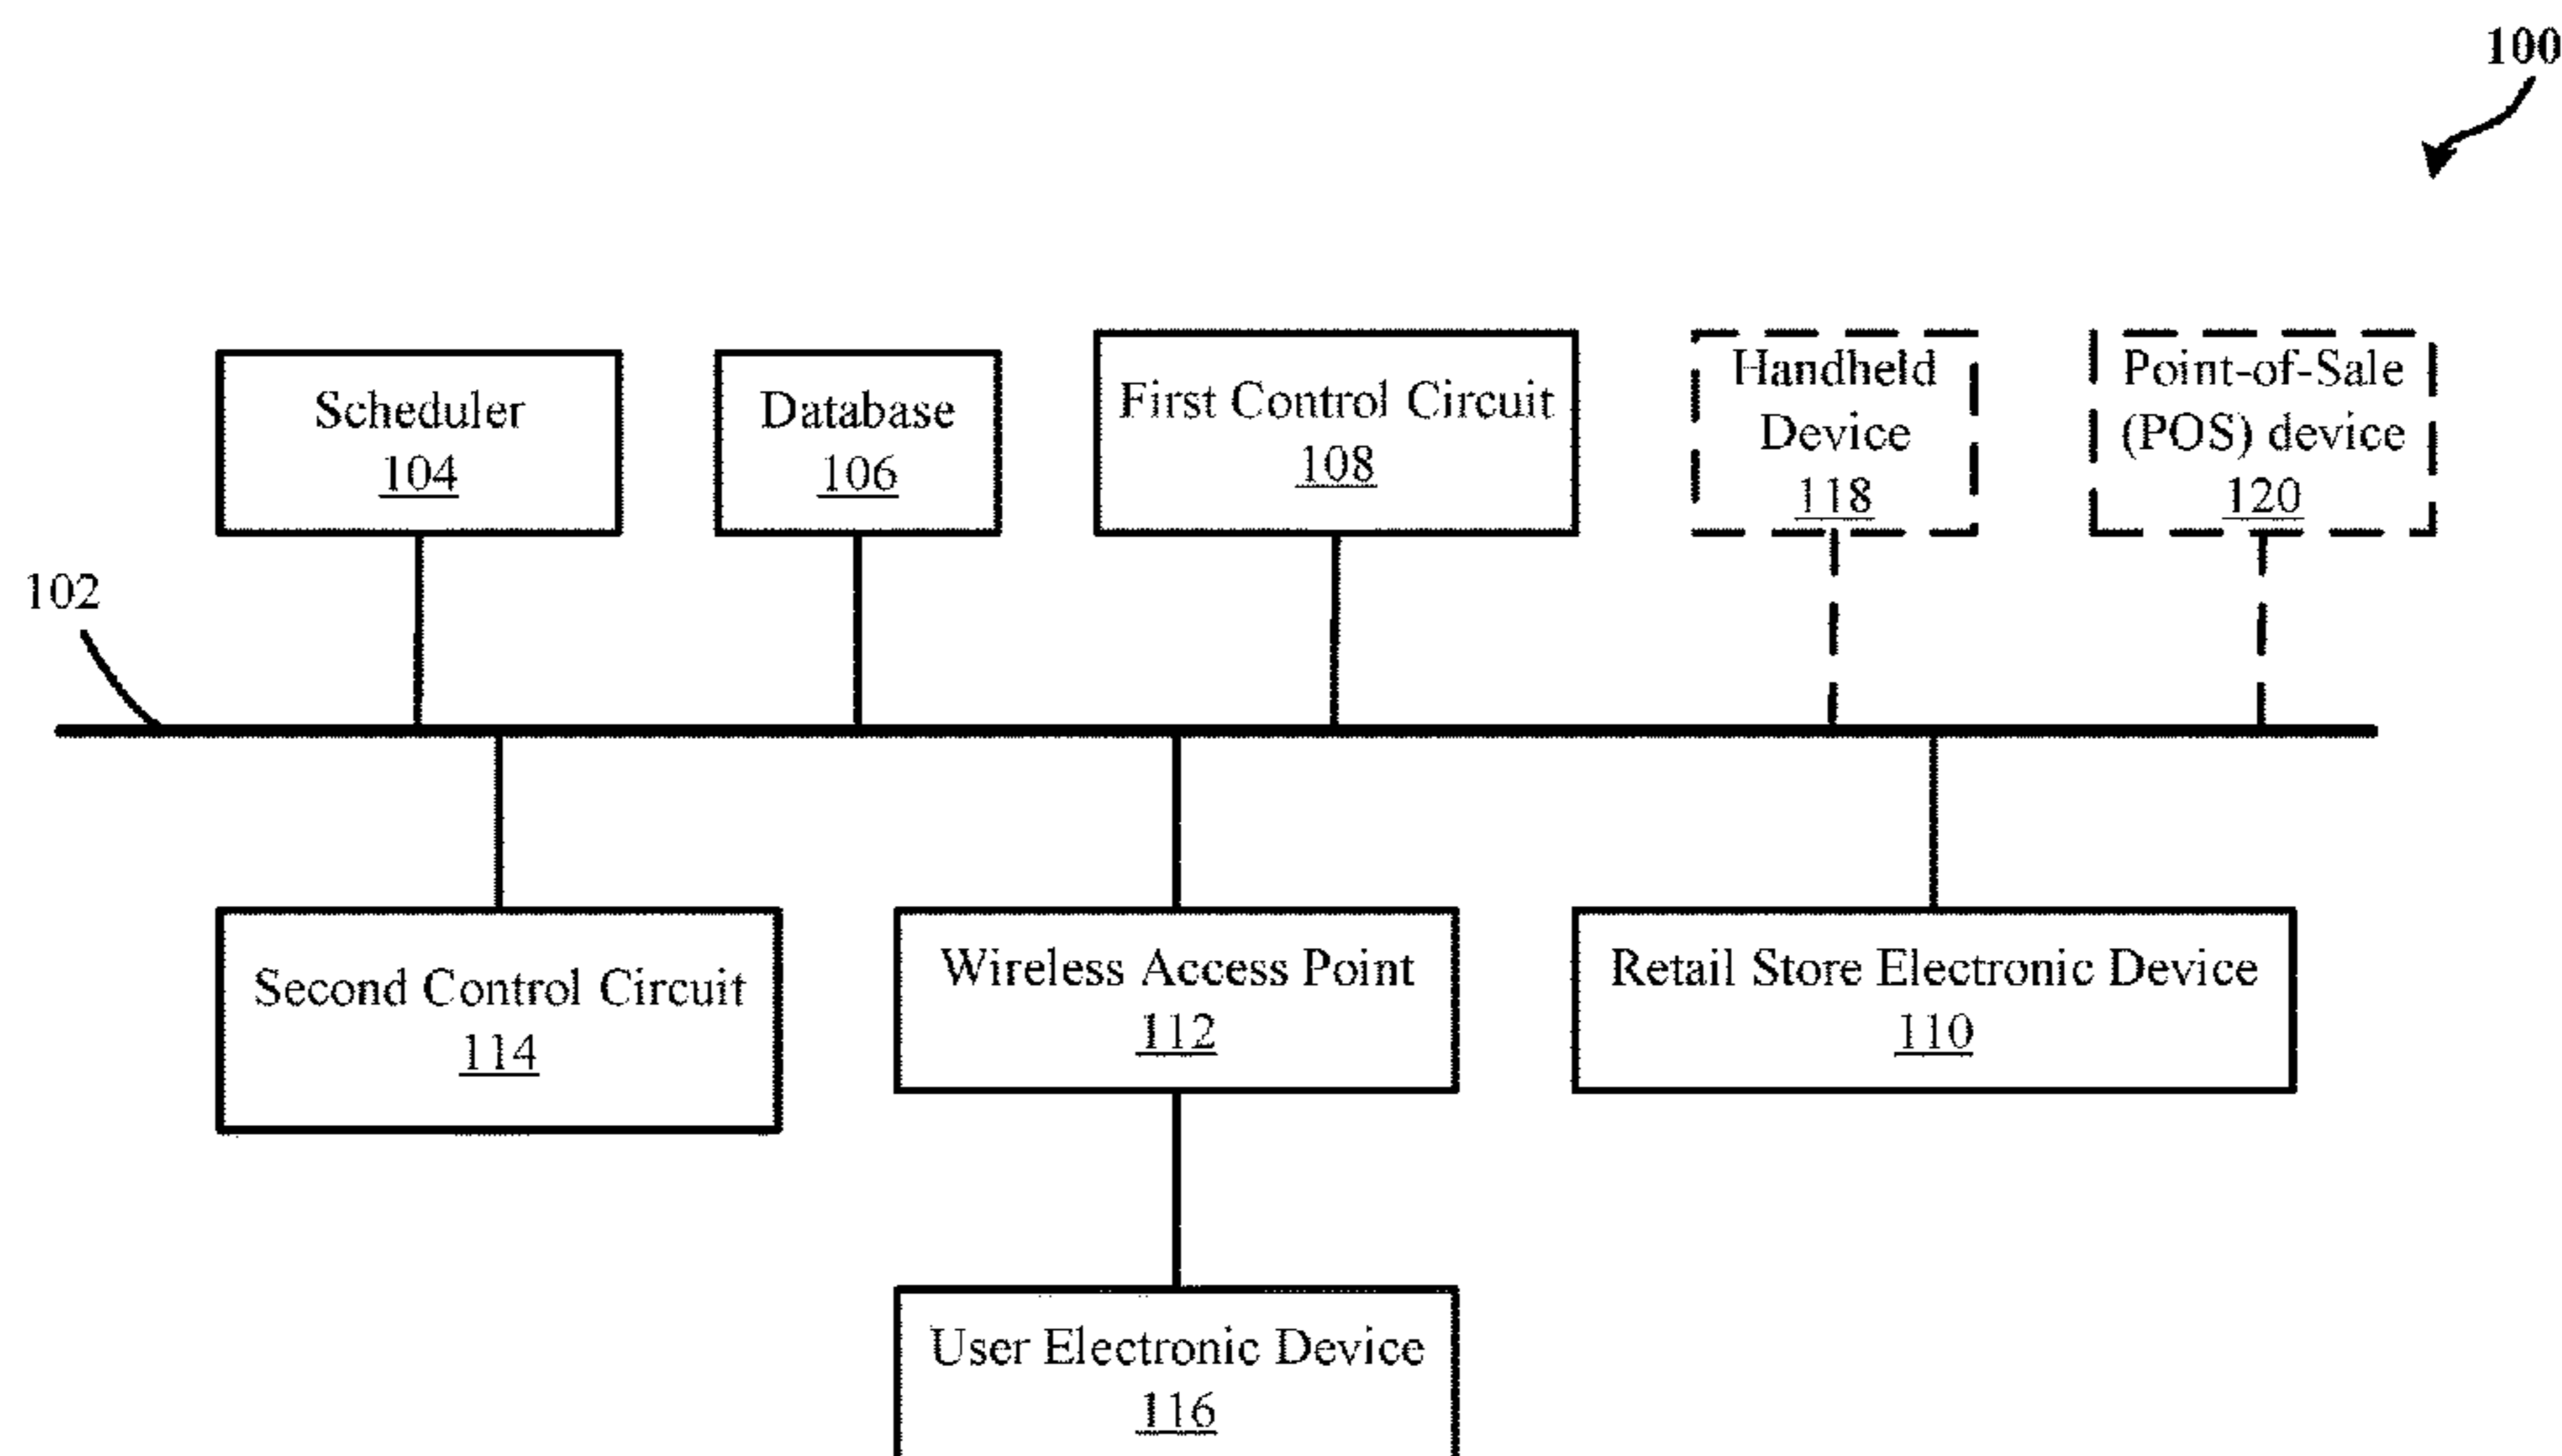 100
Scheduler
104
Database
106
First Control Circuit
108
Handheld
Device
118
Point-of-Sale
(POS) device
120
102
Second Control Circuit
114
Wireless Access Point
112
Retail Store Electronic Device
110
User Electronic Device
116